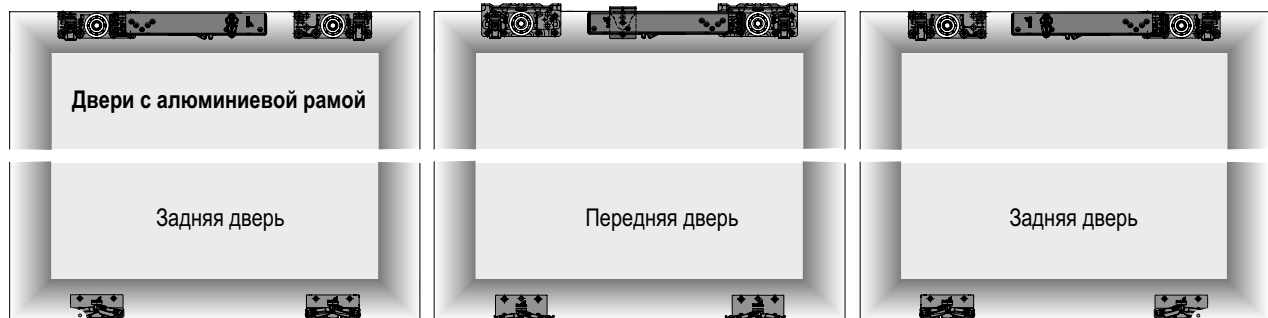 Двери с алюминиевой рамой
Задняя дверь
Передняя дверь
Задняя дверь